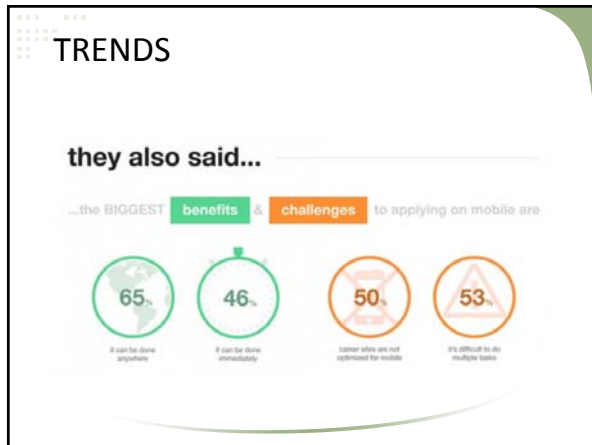 TRENDS
they also said...
...the BIGGEST benefits & challenges to applying on mobile are
65%
46%
50%
53%
it can be done
anywhere
it can be done
immediately
career sites are not
optimized for mobile
it's difficult to do
multiple tasks